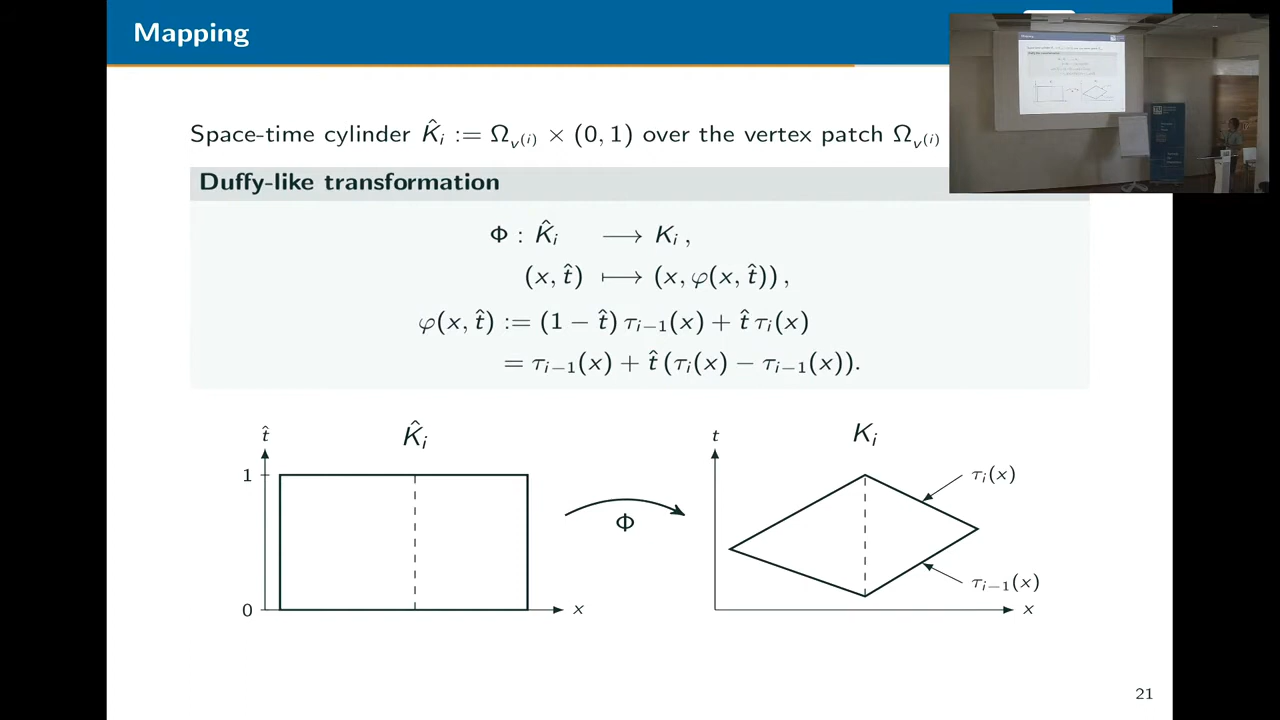 Mapping
Space-time cylinder K̂ᵢ := Ω_{v⁽ⁱ⁾} × (0, 1) over the vertex patch Ω_{v⁽ⁱ⁾}
Duffy-like transformation
Φ : K̂ᵢ ⟶ Kᵢ ,
(x, t̂) ⟼ (x, φ(x, t̂)) ,
φ(x, t̂) := (1 − t̂) τᵢ₋₁(x) + t̂ τᵢ(x)
= τᵢ₋₁(x) + t̂ (τᵢ(x) − τᵢ₋₁(x)).
t̂ K̂ᵢ t Kᵢ
1 τᵢ(x)
Φ
τᵢ₋₁(x)
0 x x
21